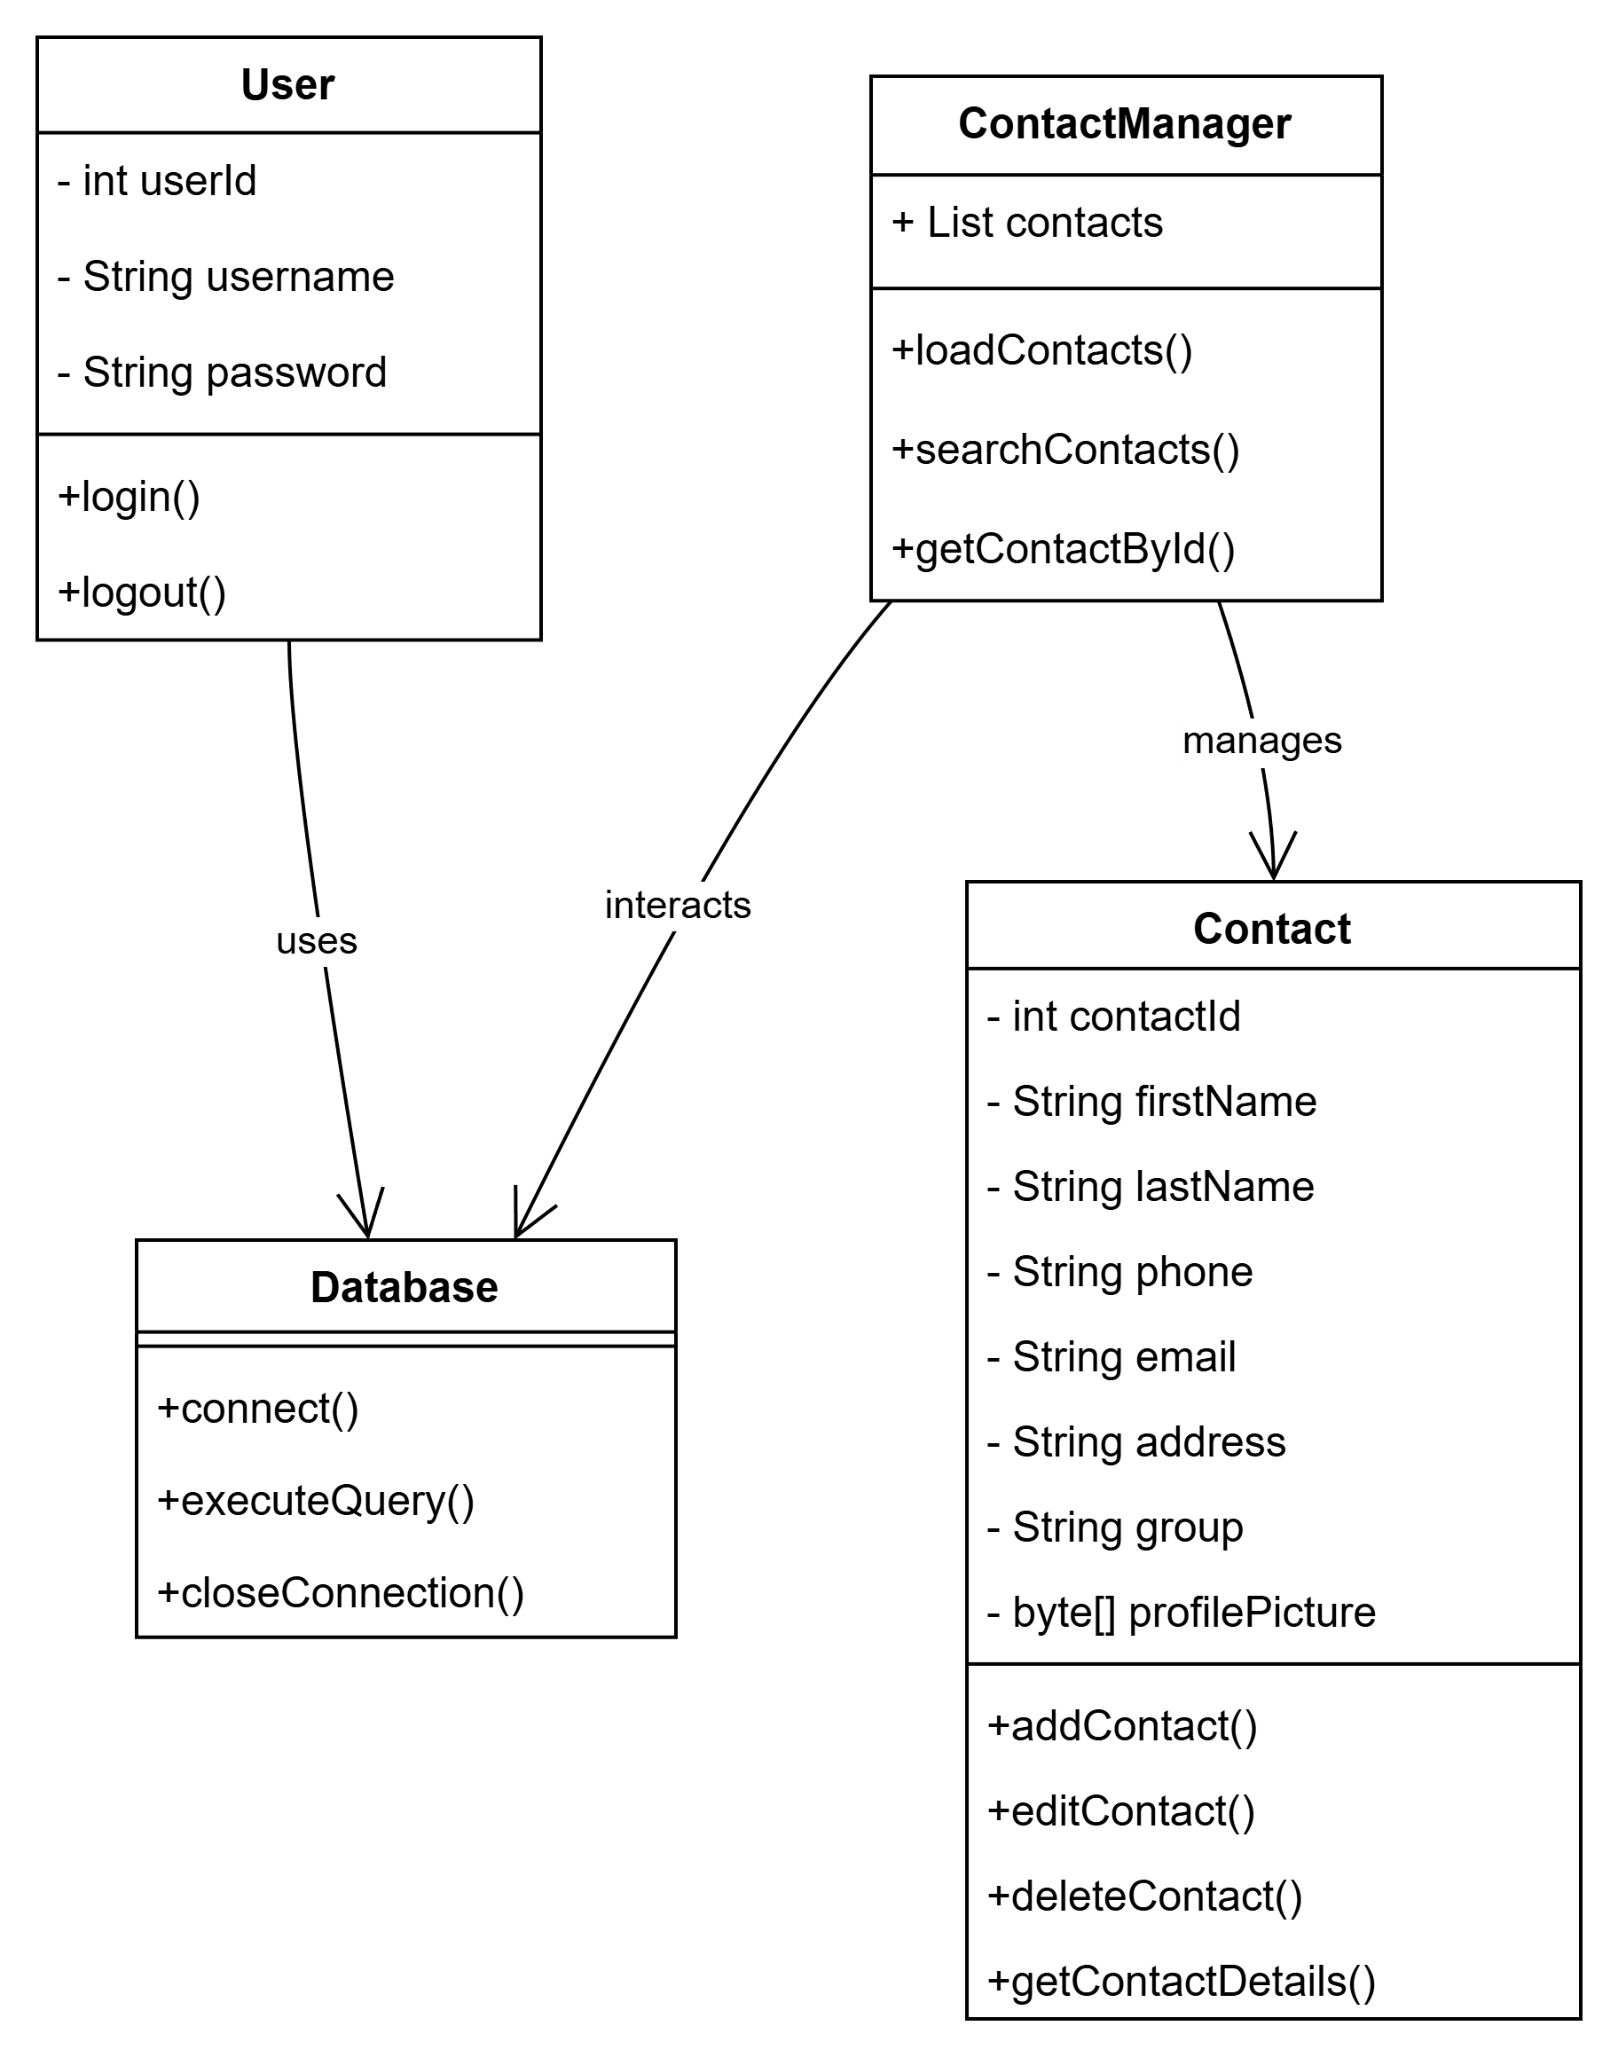 User
- int userId
- String username
- String password
+login()
+logout()
ContactManager
+ List contacts
+loadContacts()
+searchContacts()
+getContactById()
manages
interacts
uses
Database
+connect()
+executeQuery()
+closeConnection()
Contact
- int contactId
- String firstName
- String lastName
- String phone
- String email
- String address
- String group
- byte[] profilePicture
+addContact()
+editContact()
+deleteContact()
+getContactDetails()